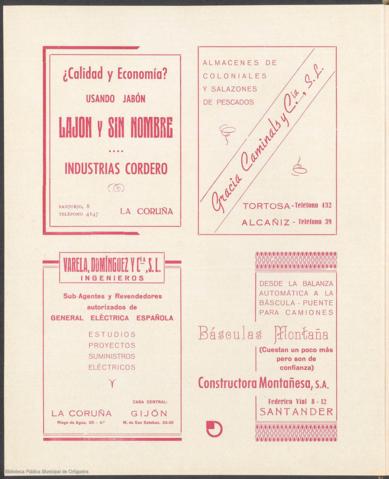 ¿Calidad y Economía?
USANDO JABÓN
LAJON y SIN NOMBRE
....
INDUSTRIAS CORDERO
SANJURJO, 8
TELÉFONO 4147
LA CORUÑA
ALMACENES DE
COLONIALES
Y SALAZONES
DE PESCADOS
Gracia Caminals y Cía., S. L.
TORTOSA - Teléfono 432
ALCAÑIZ - Teléfono 39
VARELA, DOMÍNGUEZ Y Cía., S. L.
INGENIEROS
Sub-Agentes y Revendedores
autorizados de
GENERAL ELÉCTRICA ESPAÑOLA
ESTUDIOS
PROYECTOS
SUMINISTROS
ELÉCTRICOS
CASA CENTRAL:
LA CORUÑA GIJÓN
DESDE LA BALANZA
AUTOMÁTICA A LA
BÁSCULA - PUENTE
PARA CAMIONES
Básculas Montaña
(Cuestan un poco más
pero son de
confianza)
Constructora Montañesa, S.A.
Federico Vial 8 - 12
SANTANDER
Biblioteca Pública Municipal de Ortigueira